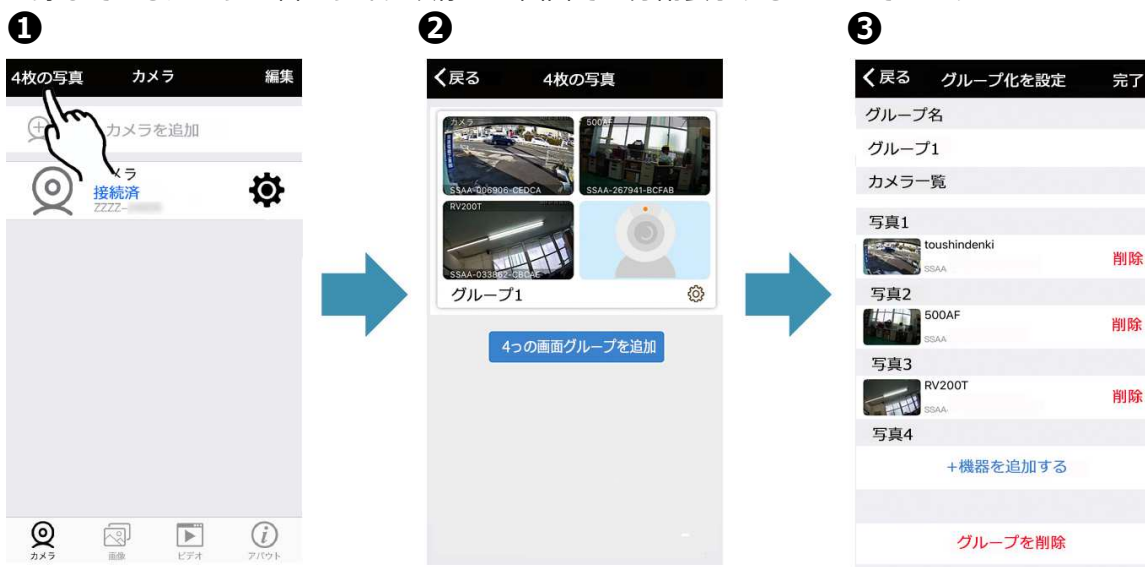 ❶
❷
❸
4枚の写真 カメラ 編集
カメラを追加
メラ
接続済
ZZZZ-
カメラ 画像 ビデオ アバウト
戻る 4枚の写真
カメラ
500AF
SSAA-006906-CEDCA
SSAA-267941-BCFAB
RV200T
SSAA-033862-CBCAE
グループ1
4っの画面グループを追加
戻る グループ化を設定 完了
グループ名
グループ1
カメラ一覧
写真1
toushindenki
SSAA
削除
写真2
500AF
SSAA
削除
写真3
RV200T
SSAA
削除
写真4
+機器を追加する
グループを削除